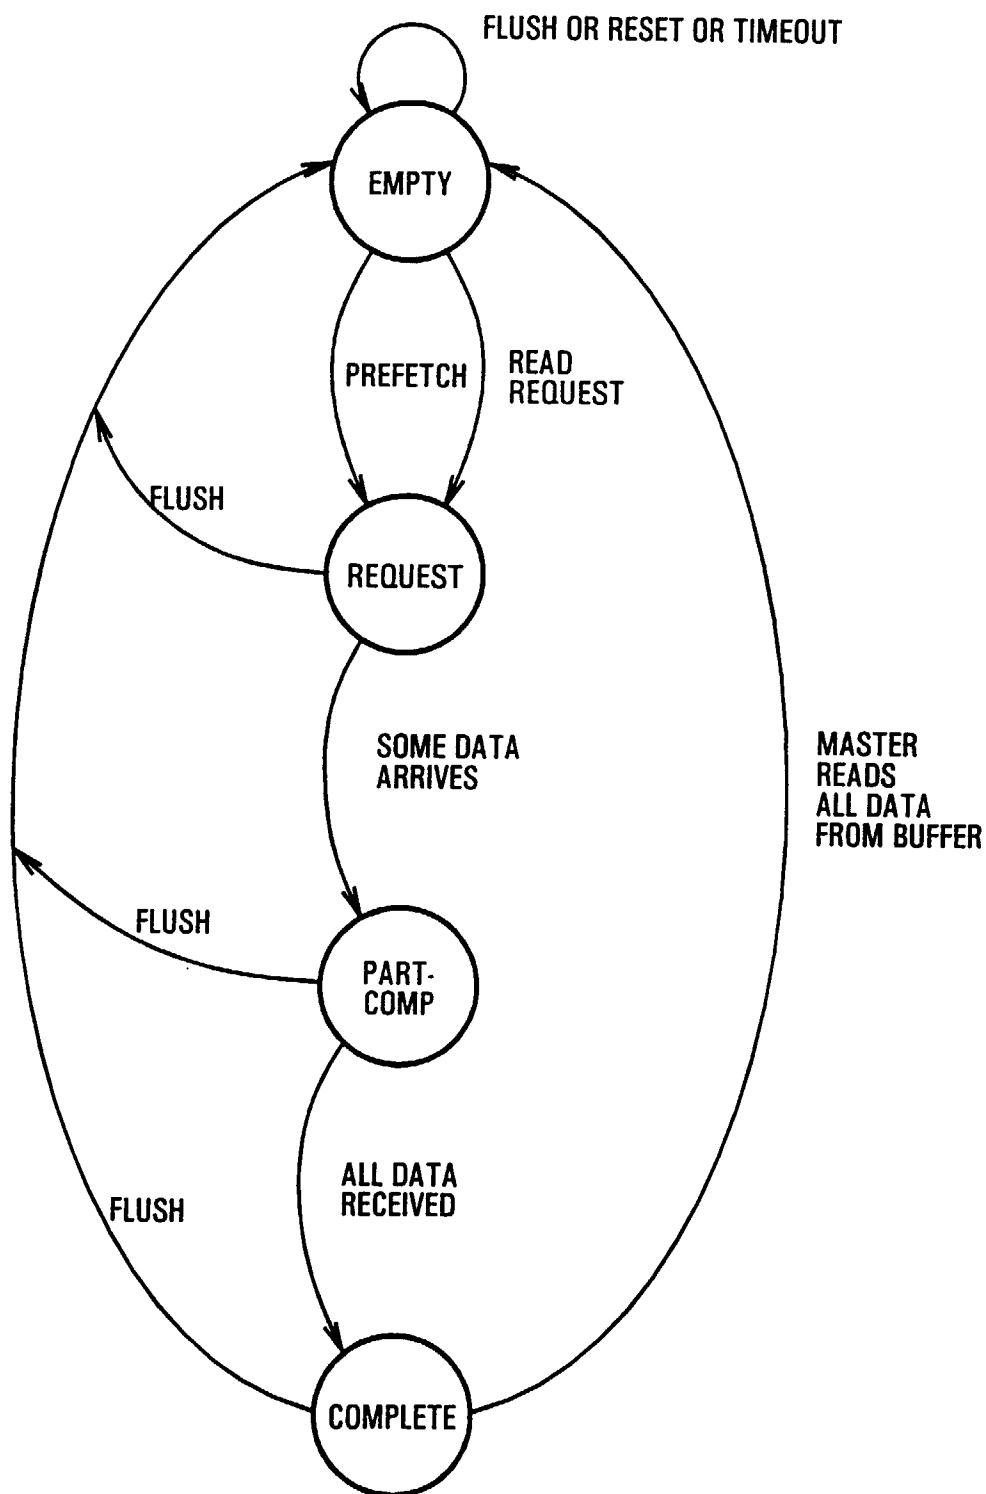 FLUSH OR RESET OR TIMEOUT
EMPTY
PREFETCH
READ
REQUEST
FLUSH
REQUEST
SOME DATA
ARRIVES
MASTER
READS
ALL DATA
FROM BUFFER
FLUSH
PART-
COMP
ALL DATA
RECEIVED
FLUSH
COMPLETE